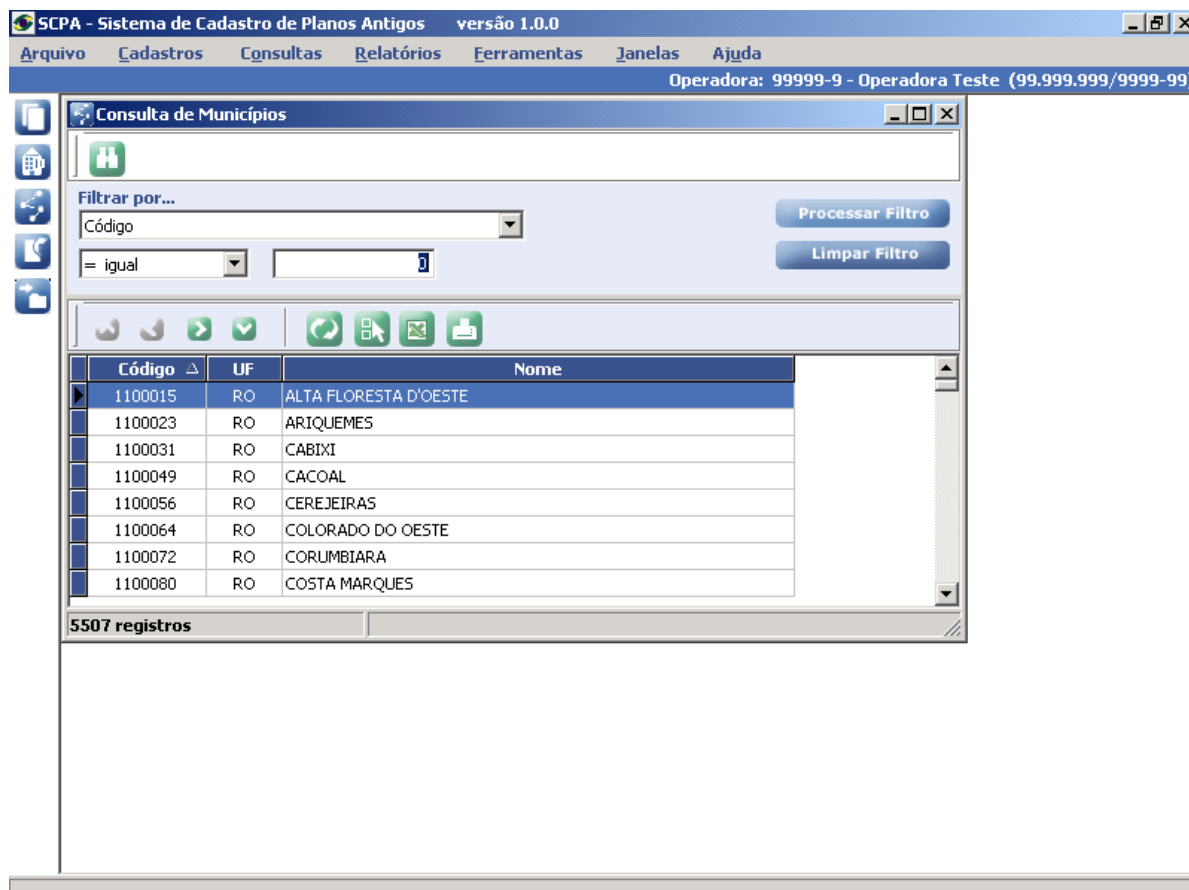 SCPA - Sistema de Cadastro de Planos Antigos versão 1.0.0
Arquivo Cadastros Consultas Relatórios Ferramentas Janelas Ajuda
Operadora: 99999-9 - Operadora Teste (99.999.999/9999-99)
Consulta de Municípios
Filtrar por...
Código
Processar Filtro
= igual
0
Limpar Filtro
Código UF Nome
1100015 RO ALTA FLORESTA D'OESTE
1100023 RO ARIQUEMES
1100031 RO CABIXI
1100049 RO CACOAL
1100056 RO CEREJEIRAS
1100064 RO COLORADO DO OESTE
1100072 RO CORUMBIARA
1100080 RO COSTA MARQUES
5507 registros